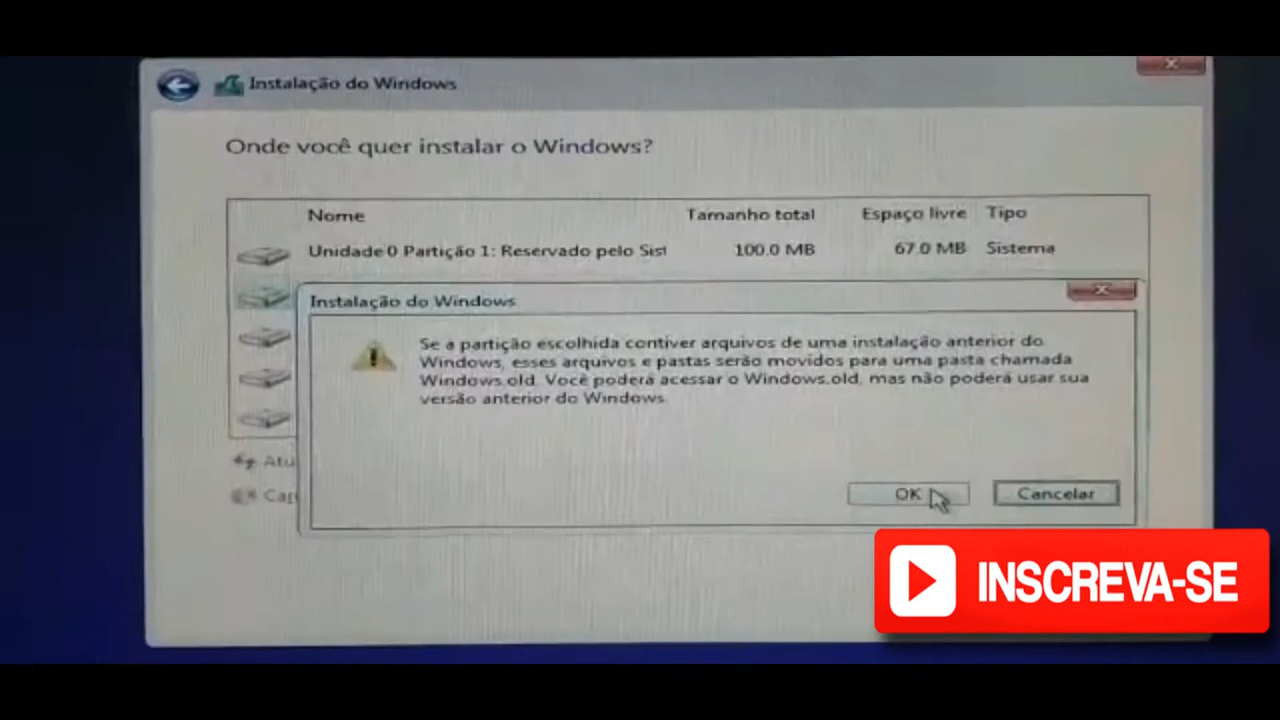 Instalação do Windows
Onde você quer instalar o Windows?
Nome Tamanho total Espaço livre Tipo
Unidade 0 Partição 1: Reservado pelo Sist 100.0 MB 67.0 MB Sistema
Instalação do Windows
Se a partição escolhida contiver arquivos de uma instalação anterior do
Windows, esses arquivos e pastas serão movidos para uma pasta chamada
Windows.old. Você poderá acessar o Windows.old, mas não poderá usar sua
versão anterior do Windows.
Atu
Car
OK Cancelar
INSCREVA-SE